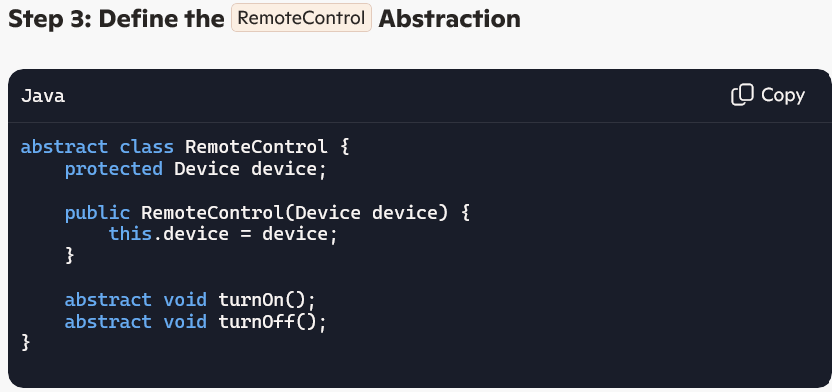 Step 3: Define the RemoteControl Abstraction
Java
Copy
abstract class RemoteControl {
    protected Device device;

    public RemoteControl(Device device) {
        this.device = device;
    }

    abstract void turnOn();
    abstract void turnOff();
}